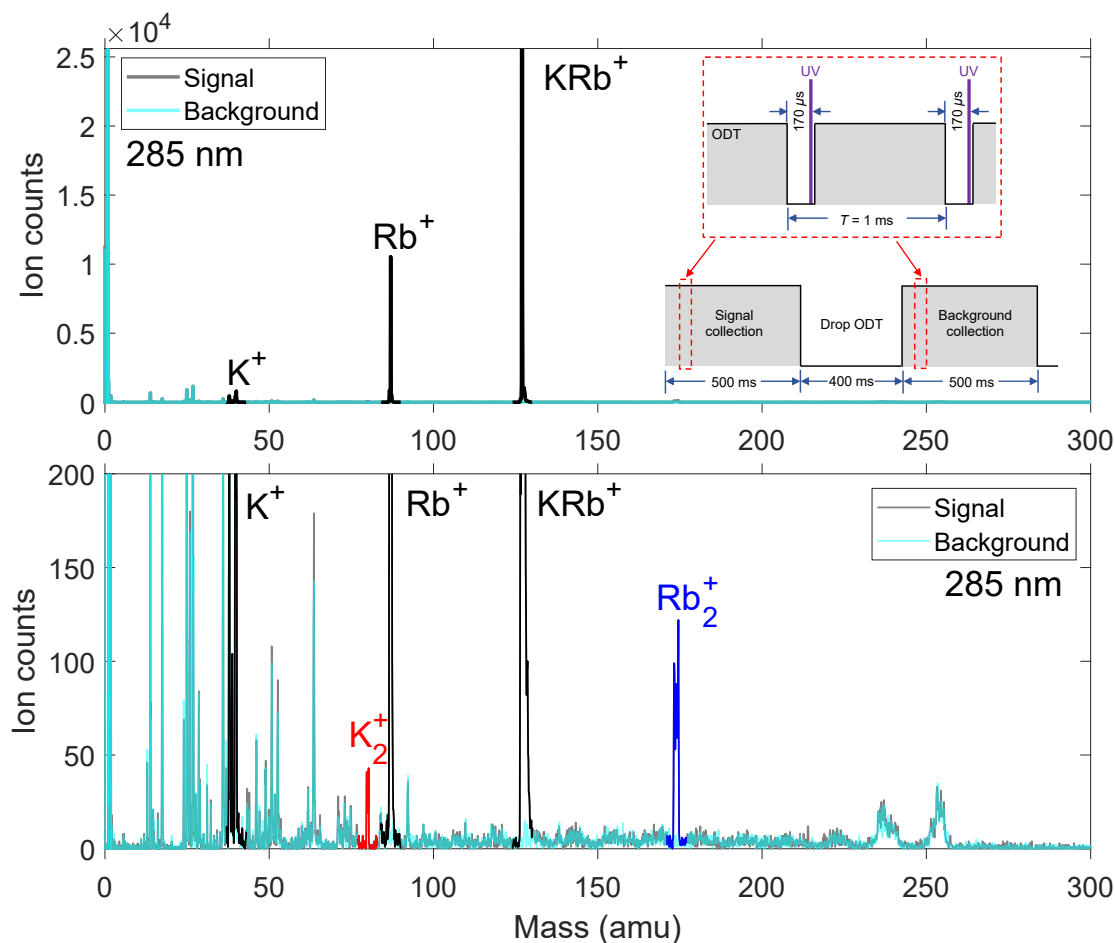 ×10⁴
2.5
2
1.5
1
0.5
0
Ion counts
Signal
Background
285 nm
K⁺
Rb⁺
KRb⁺
UV
UV
170 μs
170 μs
ODT
T = 1 ms
Signal collection
Drop ODT
Background collection
500 ms
400 ms
500 ms
0 50 100 150 200 250 300
200
150
100
50
0
Ion counts
K⁺
Rb⁺
KRb⁺
K₂⁺
Rb₂⁺
Signal
Background
285 nm
0 50 100 150 200 250 300
Mass (amu)